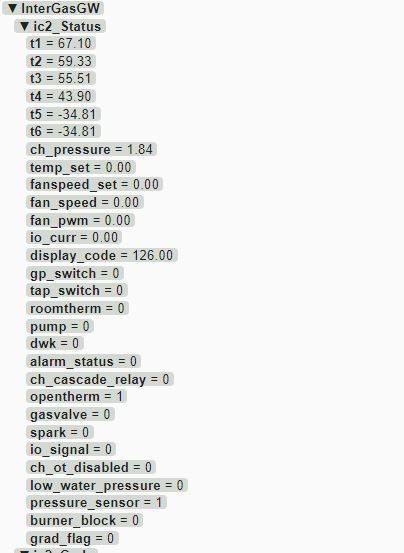 ▼ InterGasGW
▼ ic2_Status
t1 = 67.10
t2 = 59.33
t3 = 55.51
t4 = 43.90
t5 = -34.81
t6 = -34.81
ch_pressure = 1.84
temp_set = 0.00
fanspeed_set = 0.00
fan_speed = 0.00
fan_pwm = 0.00
io_curr = 0.00
display_code = 126.00
gp_switch = 0
tap_switch = 0
roomtherm = 0
pump = 0
dwk = 0
alarm_status = 0
ch_cascade_relay = 0
opentherm = 1
gasvalve = 0
spark = 0
io_signal = 0
ch_ot_disabled = 0
low_water_pressure = 0
pressure_sensor = 1
burner_block = 0
grad_flag = 0